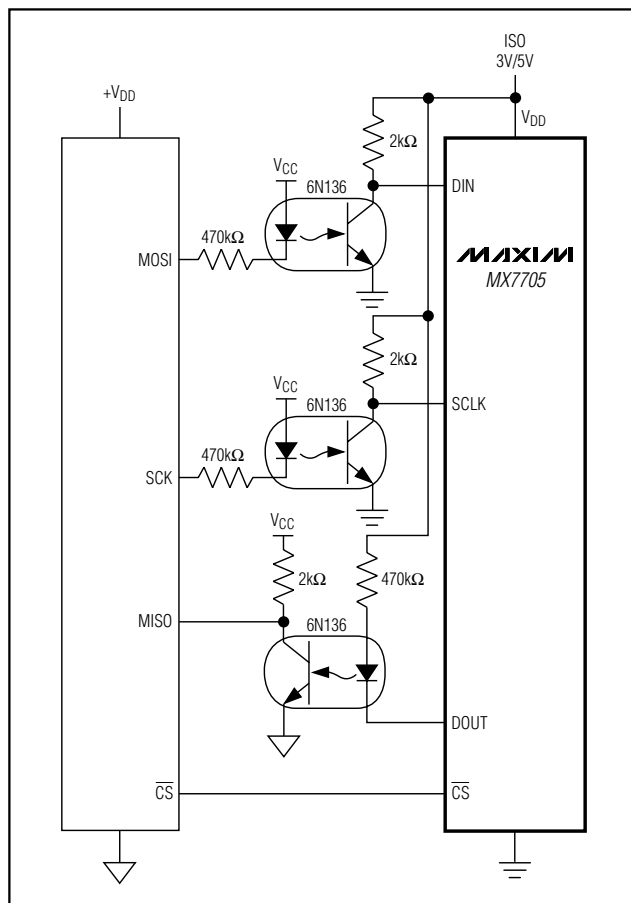 ISO
3V/5V
+VDD
VDD
2kΩ
VCC
6N136
DIN
470kΩ
MOSI
MAXIM
MX7705
2kΩ
VCC
6N136
SCLK
470kΩ
SCK
VCC
2kΩ
470kΩ
MISO
6N136
DOUT
CS
CS